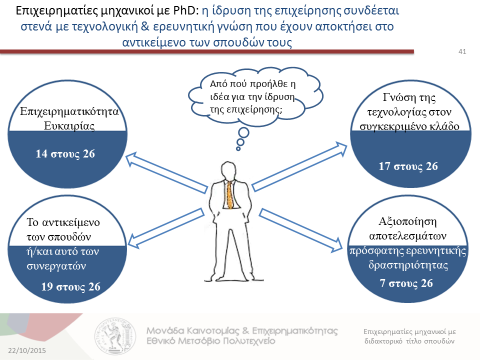 Επιχειρηματίες μηχανικοί με PhD: η ίδρυση της επιχείρησης συνδέεται
στενά με τεχνολογική & ερευνητική γνώση που έχουν αποκτήσει στο
αντικείμενο των σπουδών τους
41
Από πού προήλθε η
ιδέα για την ίδρυση
της επιχείρησης;
Επιχειρηματικότητα
Ευκαιρίας
14 στους 26
Γνώση της
τεχνολογίας στον
συγκεκριμένο κλάδο
17 στους 26
Το αντικείμενο
των σπουδών
ή/και αυτό των
συνεργατών
19 στους 26
Αξιοποίηση
αποτελεσμάτων
πρόσφατης ερευνητικής
δραστηριότητας
7 στους 26
22/10/2015
Μονάδα Καινοτομίας & Επιχειρηματικότητας
Εθνικό Μετσόβιο Πολυτεχνείο
Επιχειρηματίες μηχανικοί με
διδακτορικό τίτλο σπουδών